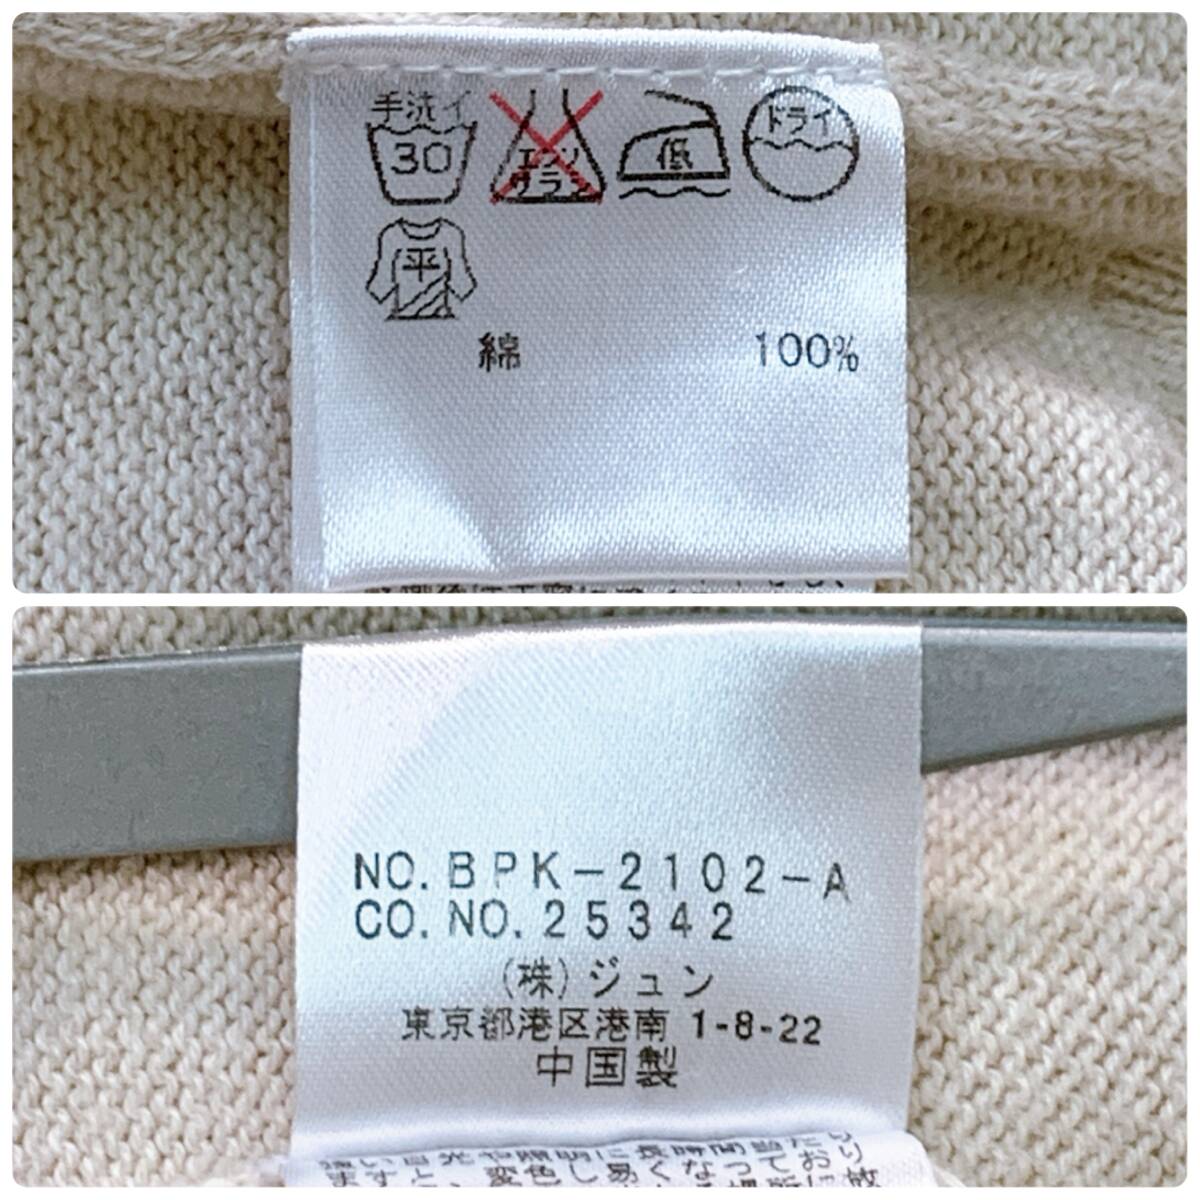 手洗イ
30
エンソ
サラシ
低
ドライ
平
綿 100%
NO.BPK-2102-A
CO.NO.25342
(株)ジュン
東京都港区港南 1-8-22
中国製